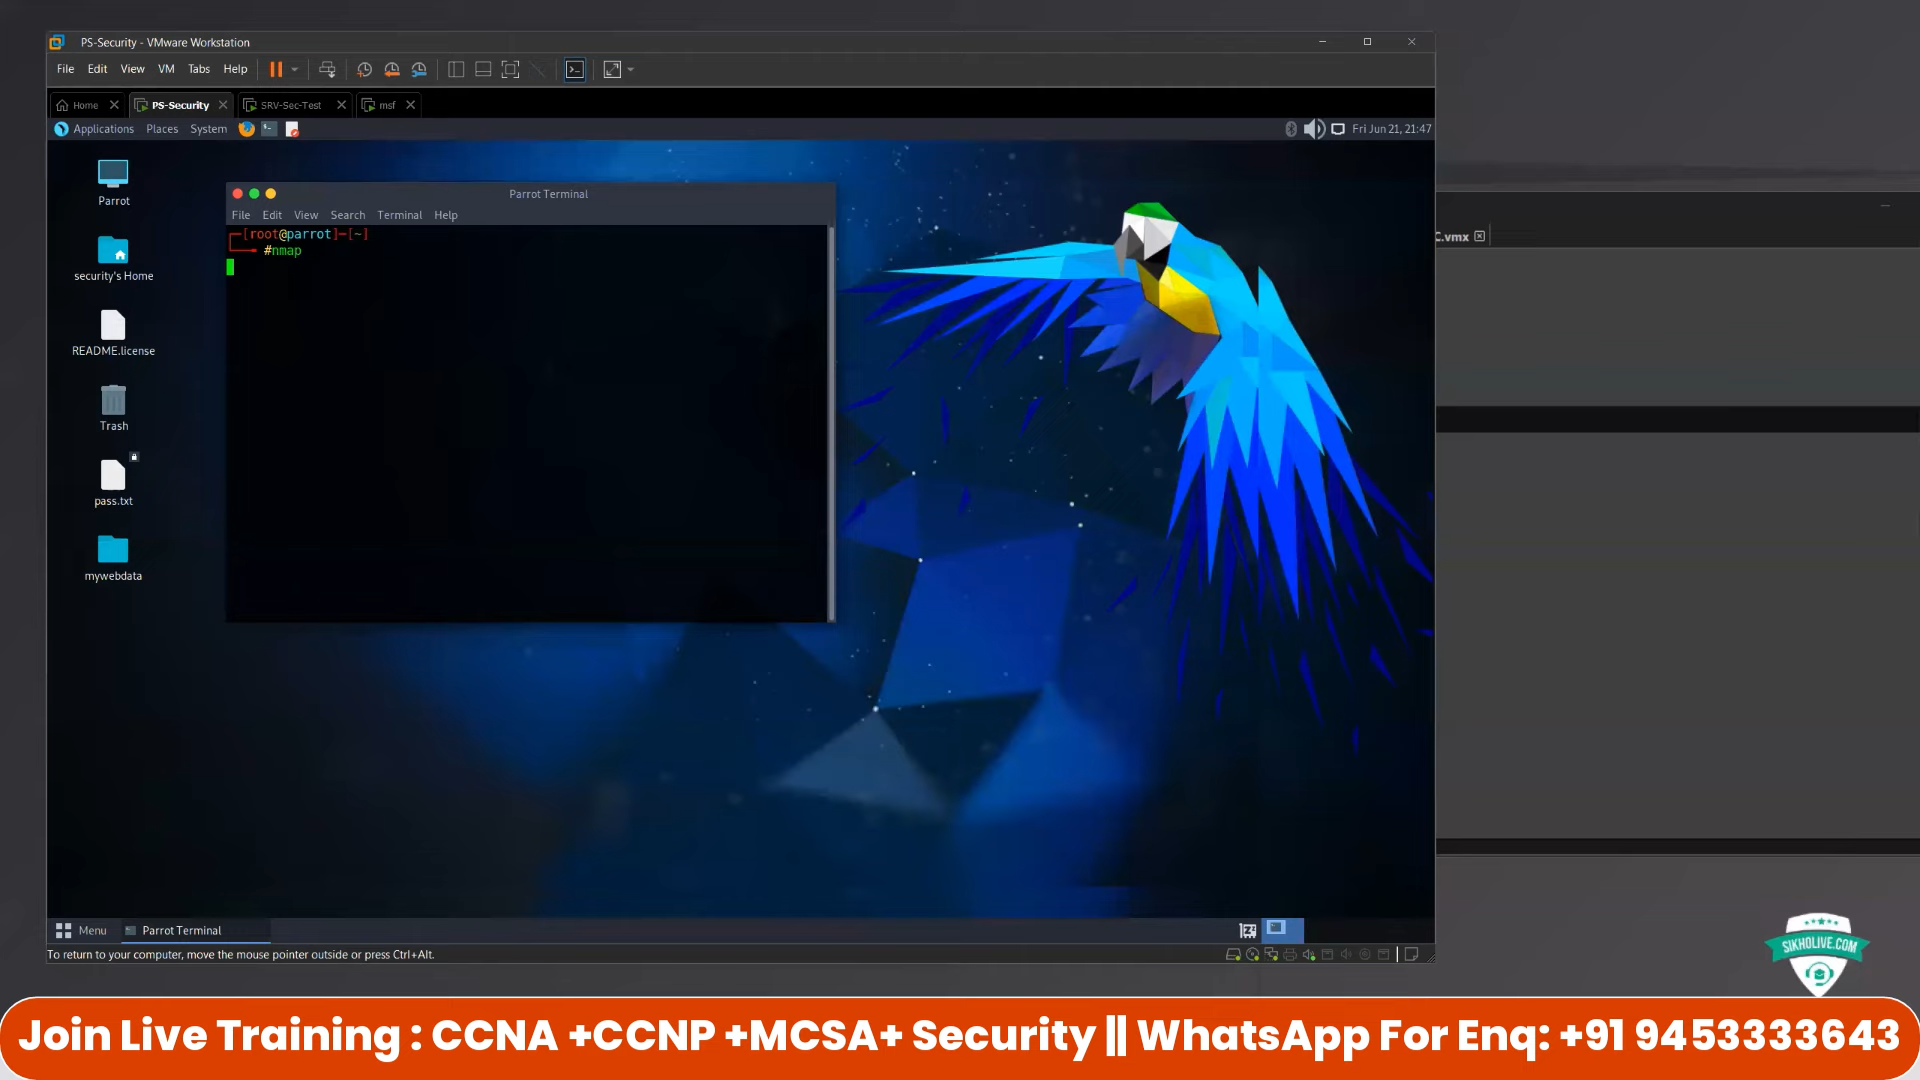 PS-Security - VMware Workstation
File Edit View VM Tabs Help
Home PS-Security SRV-Sec-Test msf
Applications Places System Fri Jun 21, 21:47
Parrot
security's Home
README.license
Trash
pass.txt
mywebdata
Parrot Terminal
File Edit View Search Terminal Help
┌─[root@parrot]─[~]
└──╼ #nmap
C.vmx
Menu Parrot Terminal
To return to your computer, move the mouse pointer outside or press Ctrl+Alt.
SIKHOLIVE.COM
Join Live Training : CCNA +CCNP +MCSA+ Security || WhatsApp For Enq: +91 9453333643